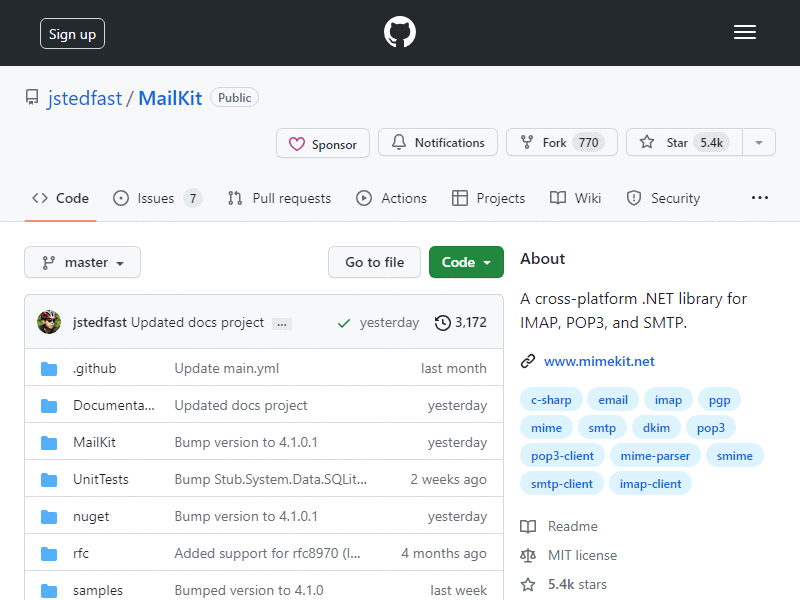 Sign up
jstedfast / MailKit Public
Sponsor Notifications Fork 770 Star 5.4k
Code Issues 7 Pull requests Actions Projects Wiki Security ...
master Go to file Code
jstedfast Updated docs project ... yesterday 3,172
.github Update main.yml last month
Documenta... Updated docs project yesterday
MailKit Bump version to 4.1.0.1 yesterday
UnitTests Bump Stub.System.Data.SQLit... 2 weeks ago
nuget Bump version to 4.1.0.1 yesterday
rfc Added support for rfc8970 (I... 4 months ago
samples Bumped version to 4.1.0 last week
About
A cross-platform .NET library for
IMAP, POP3, and SMTP.
www.mimekit.net
c-sharp email imap pgp
mime smtp dkim pop3
pop3-client mime-parser smime
smtp-client imap-client
Readme
MIT license
5.4k stars